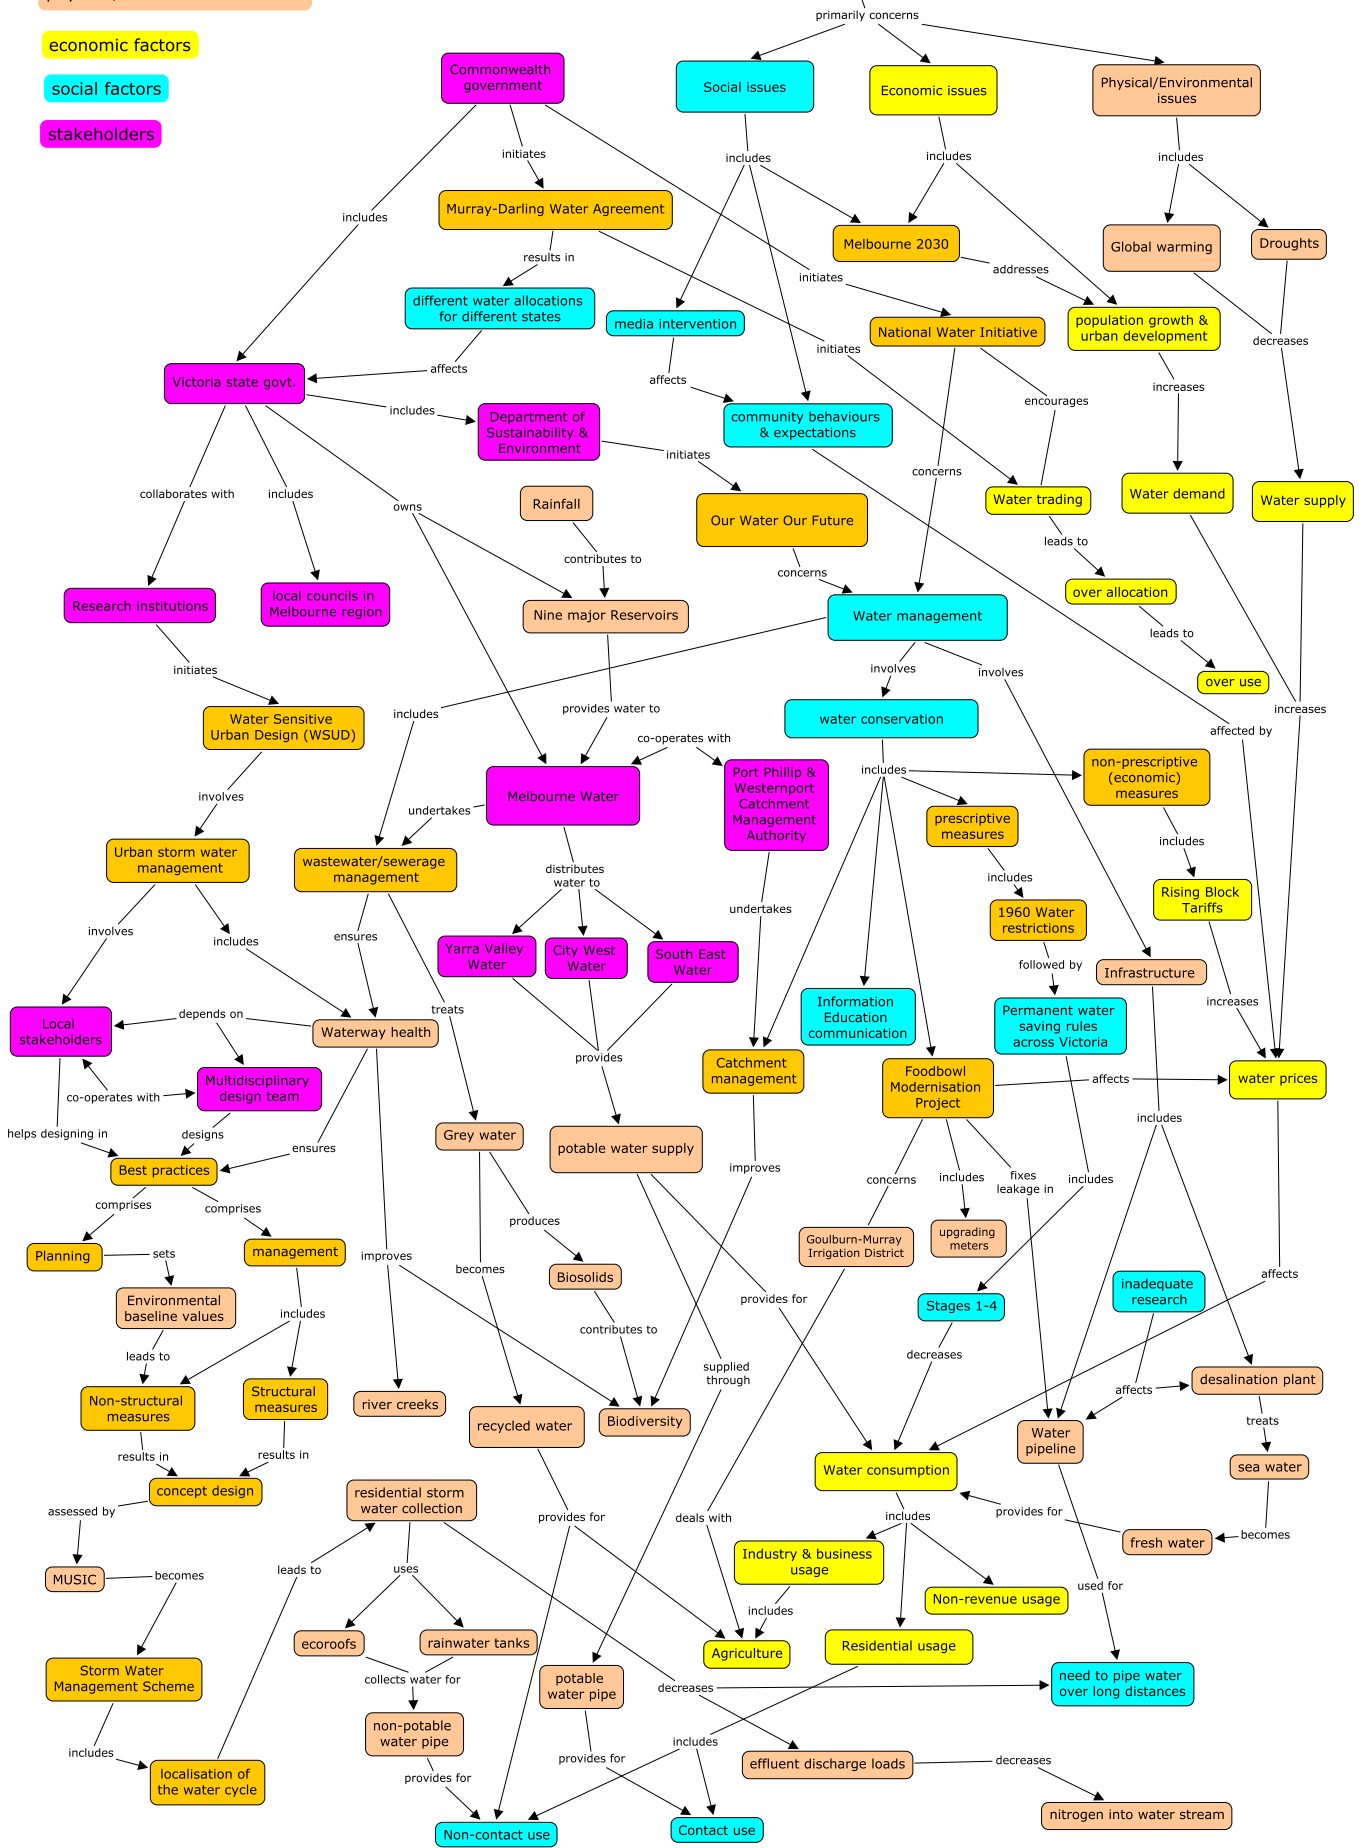 primarily concerns
economic factors
social factors
stakeholders
Commonwealth
government
Social issues
Economic issues
Physical/Environmental
issues
initiates
includes
includes
includes
includes
Murray-Darling Water Agreement
Melbourne 2030
Global warming
Droughts
results in
addresses
initiates
different water allocations
for different states
media intervention
National Water Initiative
population growth &
urban development
decreases
initiates
affects
Victoria state govt.
affects
increases
includes
encourages
Department of
Sustainability &
Environment
community behaviours
& expectations
initiates
concerns
collaborates with
includes
owns
Rainfall
Our Water Our Future
Water trading
Water demand
Water supply
contributes to
leads to
concerns
Research institutions
local councils in
Melbourne region
Nine major Reservoirs
Water management
over allocation
leads to
initiates
involves
involves
over use
Water Sensitive
Urban Design (WSUD)
includes
provides water to
water conservation
increases
affected by
co-operates with
includes
non-prescriptive
(economic)
measures
involves
undertakes
Melbourne Water
Port Phillip &
Westernport
Catchment
Management
Authority
prescriptive
measures
includes
Urban storm water
management
wastewater/sewerage
management
distributes
water to
includes
Rising Block
Tariffs
undertakes
1960 Water
restrictions
involves
includes
ensures
Yarra Valley
Water
City West
Water
South East
Water
followed by
Infrastructure
treats
increases
Information
Education
communication
Permanent water
saving rules
across Victoria
Local
stakeholders
depends on
Waterway health
provides
Catchment
management
Foodbowl
Modernisation
Project
affects
water prices
Multidisciplinary
design team
co-operates with
includes
helps designing in
designs
ensures
Grey water
potable water supply
Best practices
improves
concerns
includes
fixes
leakage in
includes
comprises
comprises
produces
Planning
sets
management
improves
becomes
Goulburn-Murray
Irrigation District
upgrading
meters
Biosolids
affects
Environmental
baseline values
includes
provides for
Stages 1-4
inadequate
research
contributes to
leads to
decreases
supplied
through
Non-structural
measures
Structural
measures
river creeks
recycled water
Biodiversity
affects
desalination plant
treats
results in
results in
Water
pipeline
Water consumption
sea water
concept design
residential storm
water collection
assessed by
provides for
deals with
includes
provides for
becomes
fresh water
MUSIC
becomes
leads to
uses
Industry & business
usage
Non-revenue usage
used for
includes
ecoroofs
rainwater tanks
Agriculture
Residential usage
Storm Water
Management Scheme
collects water for
potable
water pipe
decreases
need to pipe water
over long distances
non-potable
water pipe
includes
includes
provides for
effluent discharge loads
decreases
localisation of
the water cycle
provides for
nitrogen into water stream
Non-contact use
Contact use